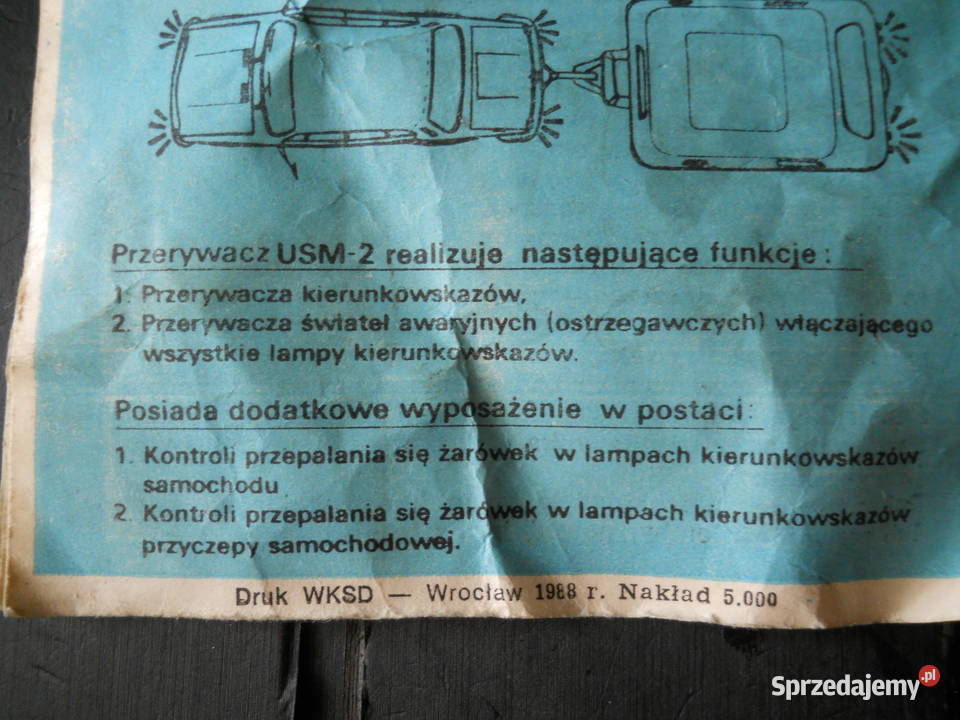 Przerywacz USM-2 realizuje następujące funkcje:
1. Przerywacza kierunkowskazów,
2. Przerywacza świateł awaryjnych (ostrzegawczych) włączającego
wszystkie lampy kierunkowskazów.
Posiada dodatkowe wyposażenie w postaci:
1. Kontroli przepalania się żarówek w lampach kierunkowskazów
samochodu
2. Kontroli przepalania się żarówek w lampach kierunkowskazów
przyczepy samochodowej.
Druk WKSD — Wrocław 1988 r. Nakład 5.000
Sprzedajemy.pl